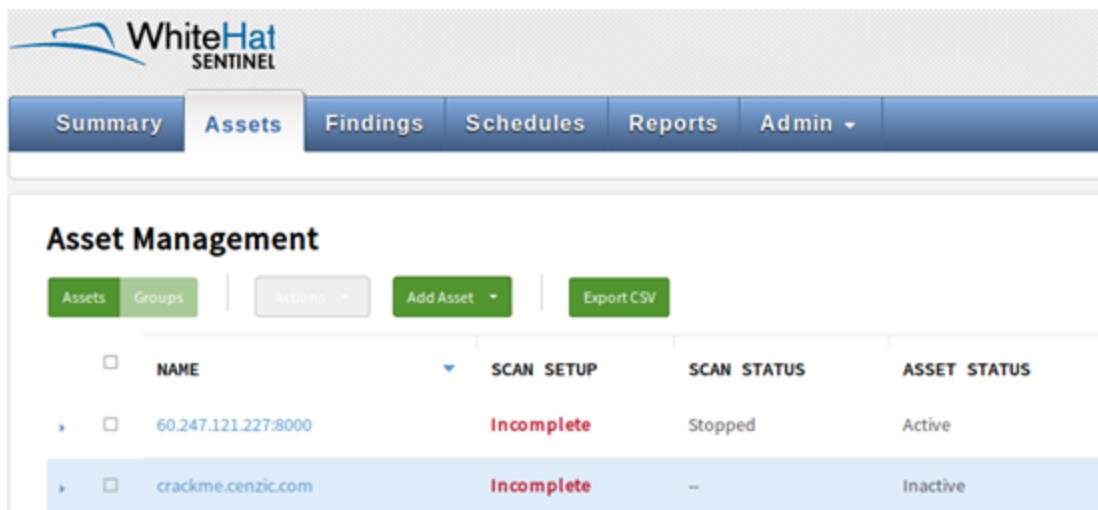 WhiteHat
SENTINEL
Summary Assets Findings Schedules Reports Admin
Asset Management
Assets Groups Actions Add Asset Export CSV
NAME SCAN SETUP SCAN STATUS ASSET STATUS
60.247.121.227:8000 Incomplete Stopped Active
crackme.cenzic.com Incomplete -- Inactive